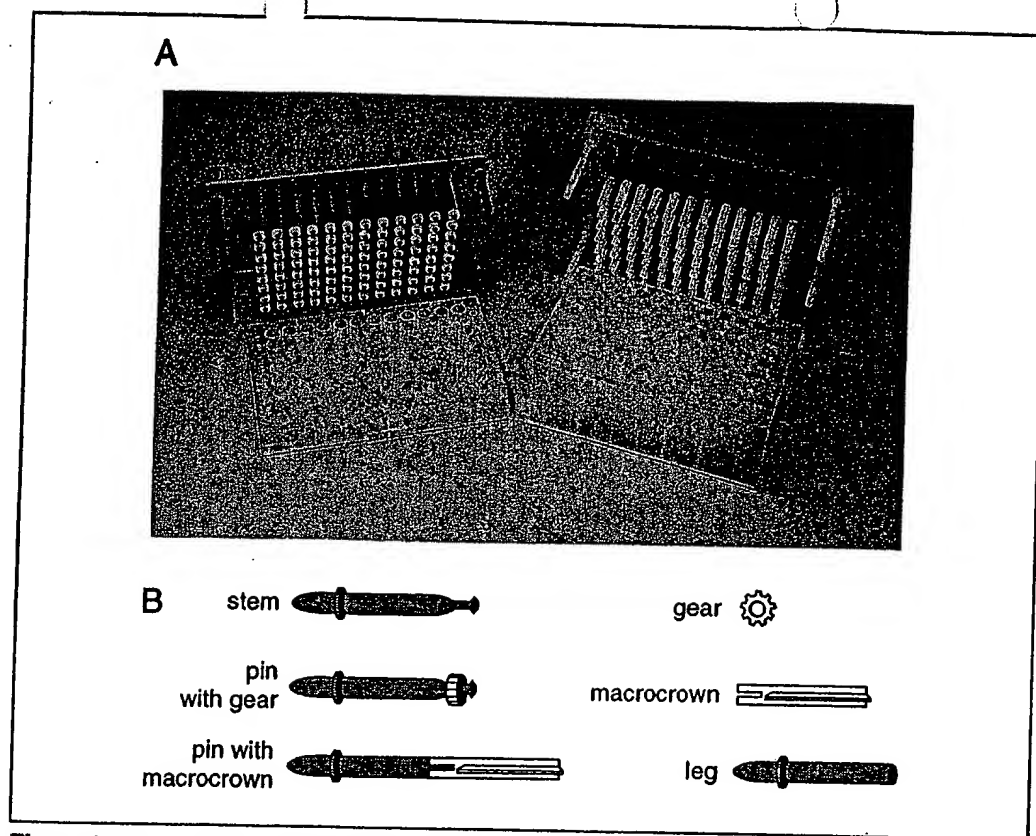 A
B
stem
gear
pin
with gear
macrocrown
pin with
macrocrown
leg